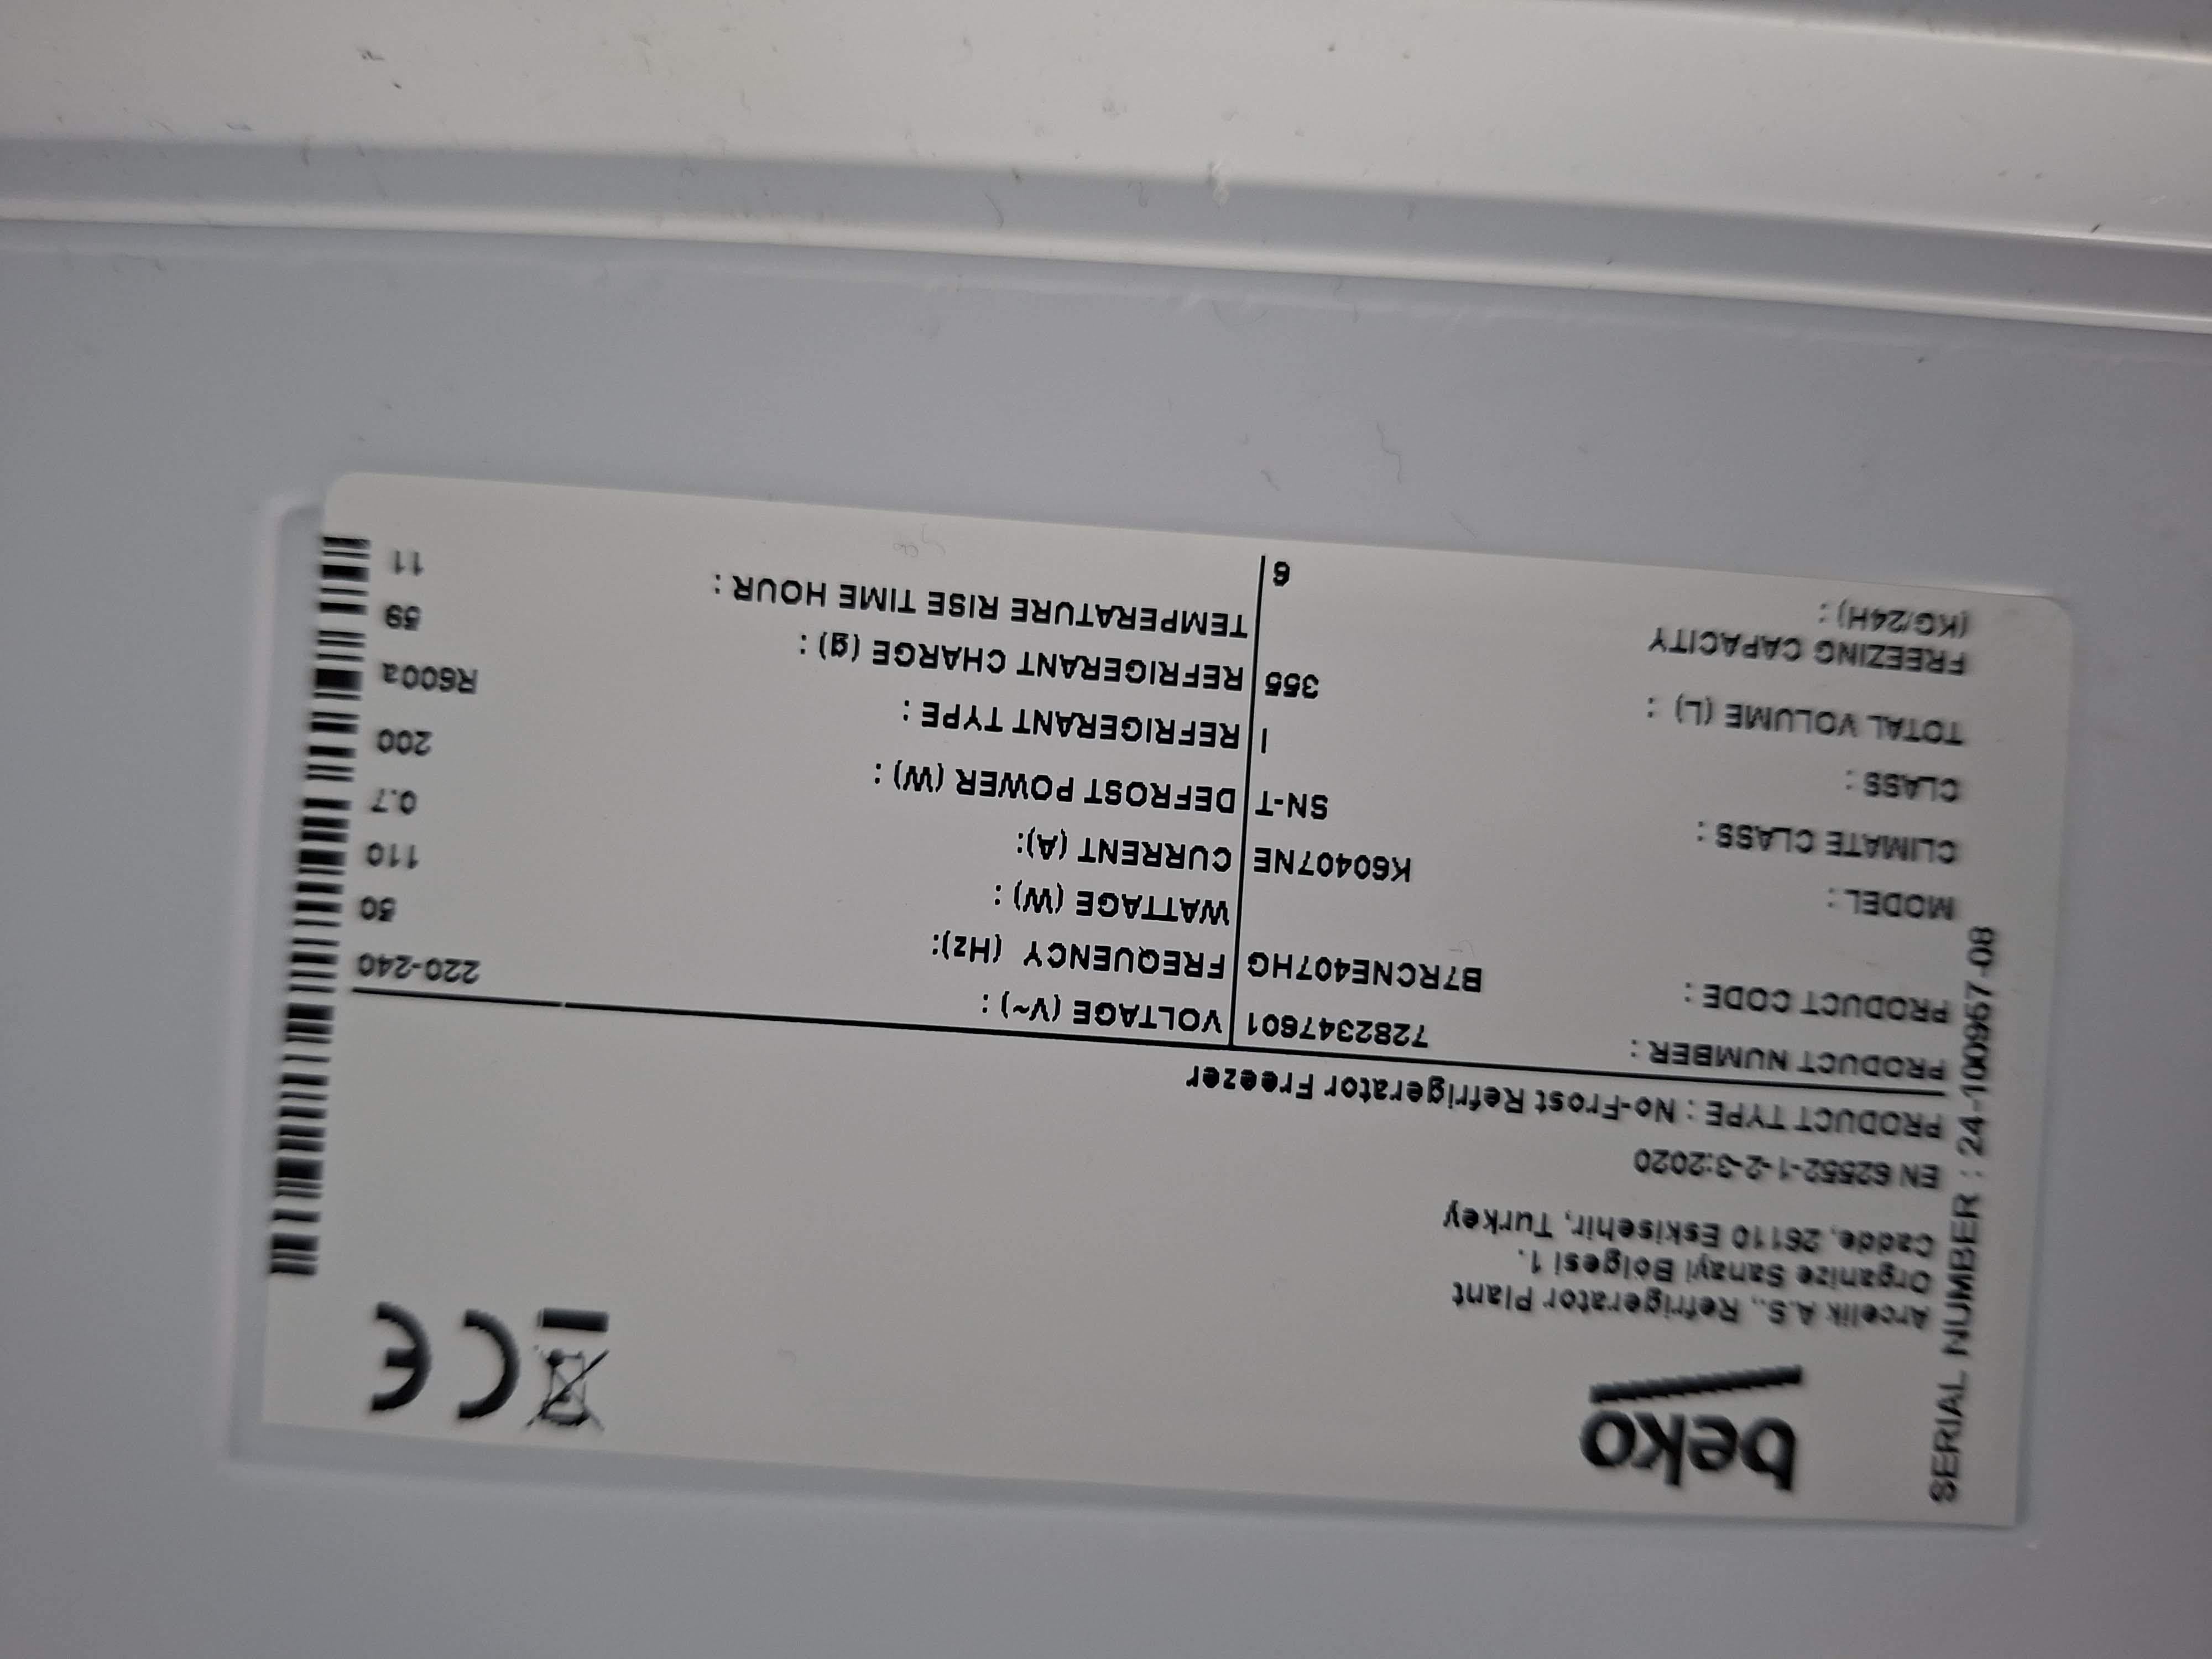 beko
Arcelik A.S., Refrigerator Plant
Organize Sanayi Bolgesi 1.
Cadde, 26110 Eskisehir, Turkey
EN 62552-1-2-3:2020
PRODUCT TYPE : No-Frost Refrigerator Freezer
PRODUCT NUMBER : 7282347601
PRODUCT CODE : B7RCNE407HG
MODEL : K60407NE
CLIMATE CLASS : SN-T
CLASS : I
TOTAL VOLUME (L) : 355
FREEZING CAPACITY
(KG/24H) : 6
VOLTAGE (V~) : 220-240
FREQUENCY (Hz): 50
WATTAGE (W) : 110
CURRENT (A): 0.7
DEFROST POWER (W) : 200
REFRIGERANT TYPE : R600a
REFRIGERANT CHARGE (g) : 59
TEMPERATURE RISE TIME HOUR : 11
SERIAL NUMBER : 24-100957-08
CE